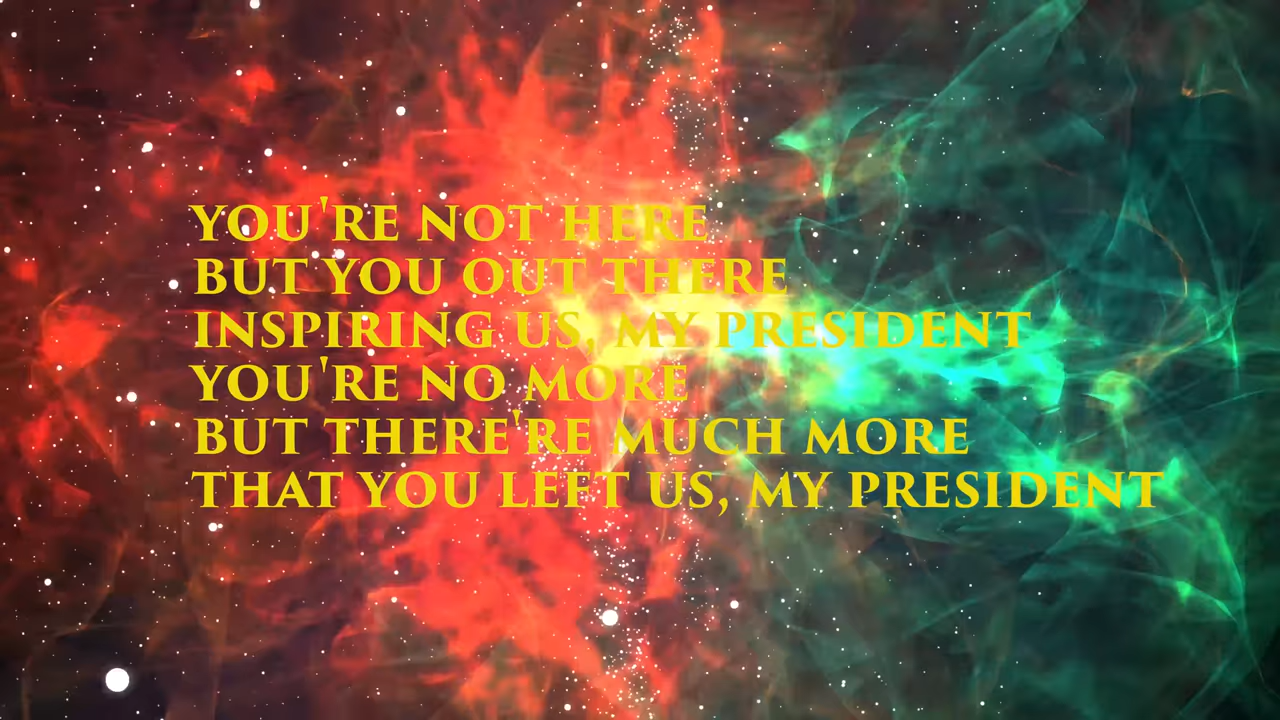 YOU'RE NOT HERE
BUT YOU OUT THERE
INSPIRING US, MY PRESIDENT
YOU'RE NO MORE
BUT THERE'RE MUCH MORE
THAT YOU LEFT US, MY PRESIDENT